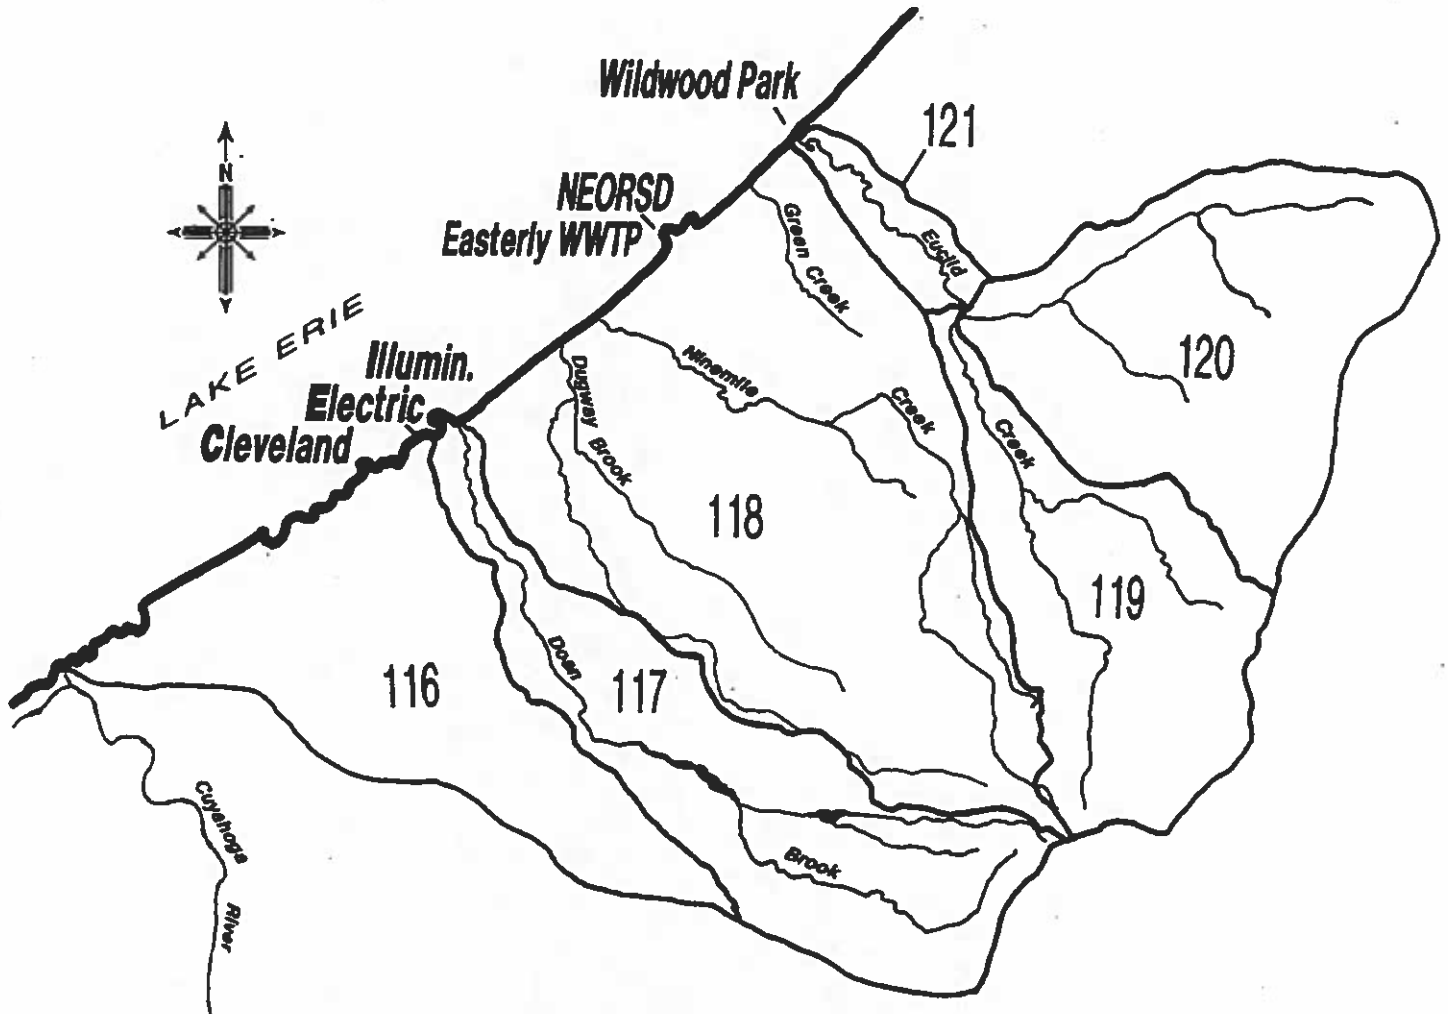 Wildwood Park
121
N
NEORSD
Easterly WWTP
Green Creek
Euclid
LAKE ERIE
Illumin.
Electric
Cleveland
Ninemile
Creek
120
Dugway Brook
Creek
118
119
116
Doan
117
Cuyahoga
River
Brook